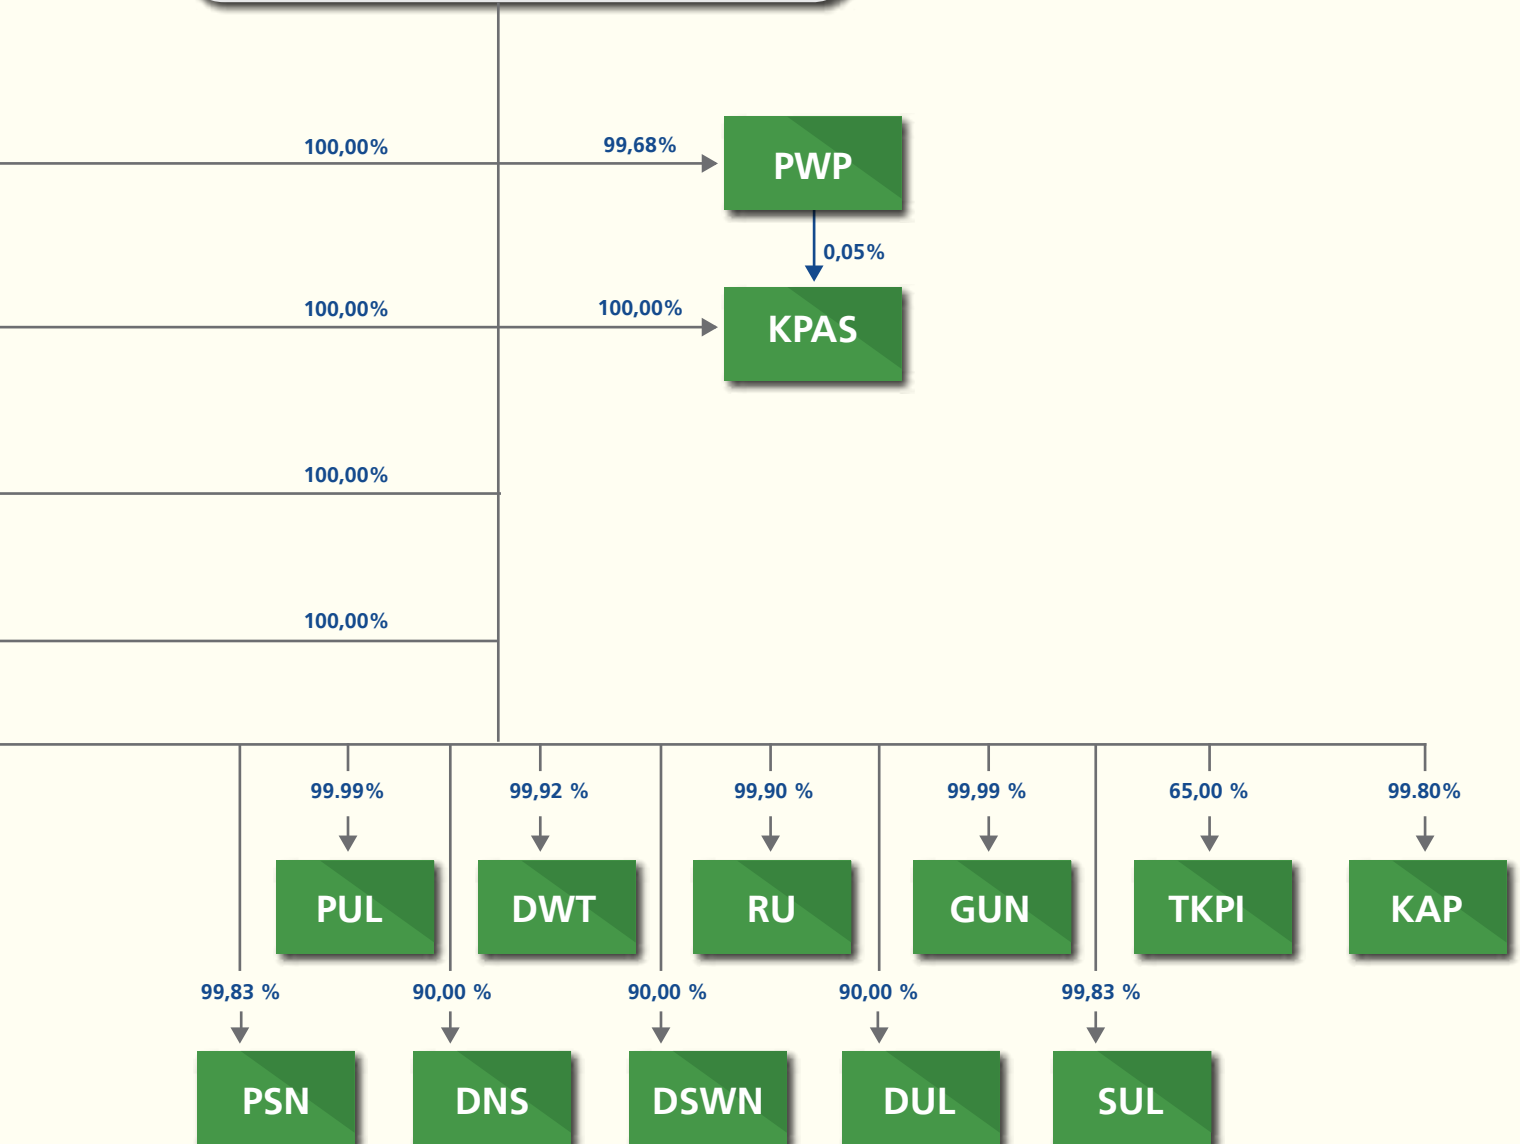 100,00%
99,68%
PWP
0,05%
100,00%
100,00%
KPAS
100,00%
100,00%
99.99%
99,92 %
99,90 %
99,99 %
65,00 %
99.80%
PUL
DWT
RU
GUN
TKPI
KAP
99,83 %
90,00 %
90,00 %
90,00 %
99,83 %
PSN
DNS
DSWN
DUL
SUL